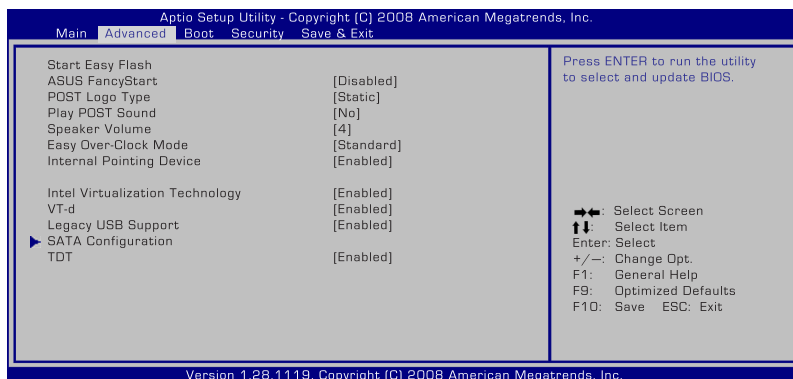 Aptio Setup Utility - Copyright (C) 2008 American Megatrends, Inc.
Main Advanced Boot Security Save & Exit
Start Easy Flash
ASUS FancyStart [Disabled]
POST Logo Type [Static]
Play POST Sound [No]
Speaker Volume [4]
Easy Over-Clock Mode [Standard]
Internal Pointing Device [Enabled]
Intel Virtualization Technology [Enabled]
VT-d [Enabled]
Legacy USB Support [Enabled]
SATA Configuration
TDT [Enabled]
Press ENTER to run the utility
to select and update BIOS.
→←: Select Screen
↑↓: Select Item
Enter: Select
+/—: Change Opt.
F1: General Help
F9: Optimized Defaults
F10: Save ESC: Exit
Version 1.28.1119. Copyright (C) 2008 American Megatrends, Inc.